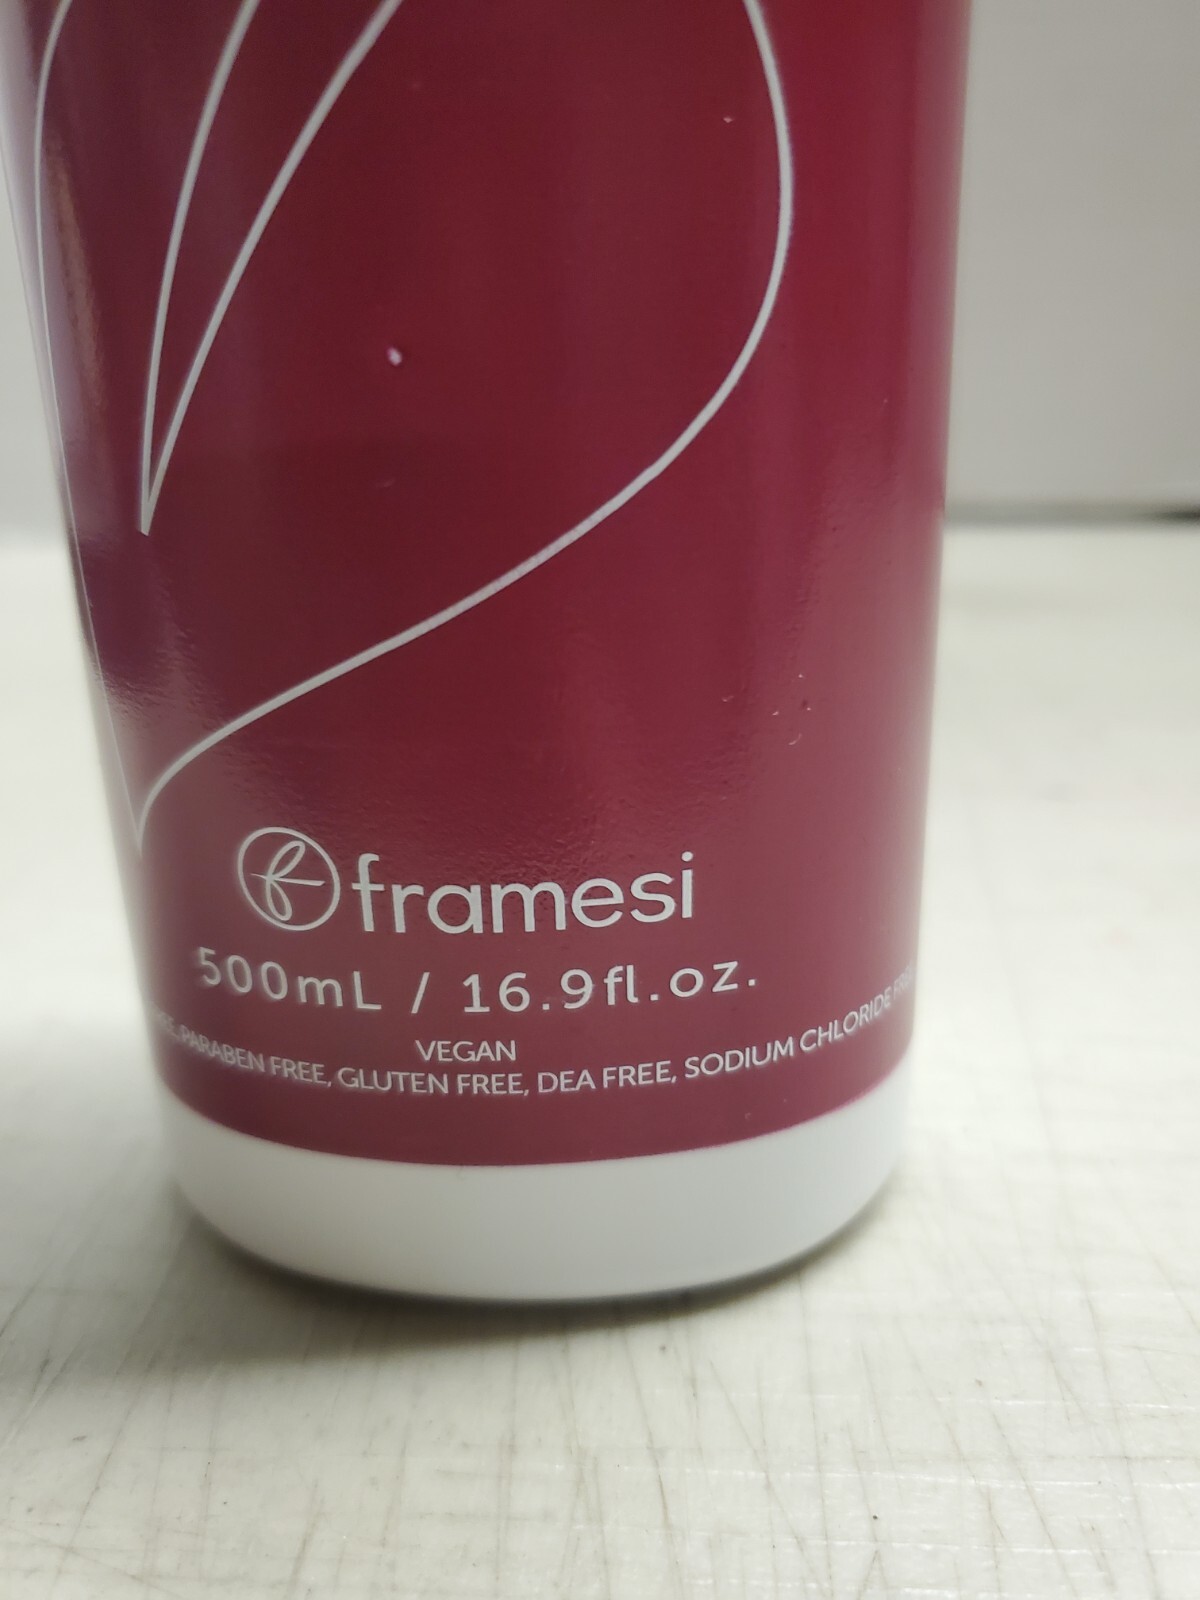 framesi
500mL / 16.9fl.oz.
VEGAN
PARABEN FREE, GLUTEN FREE, DEA FREE, SODIUM CHLORIDE